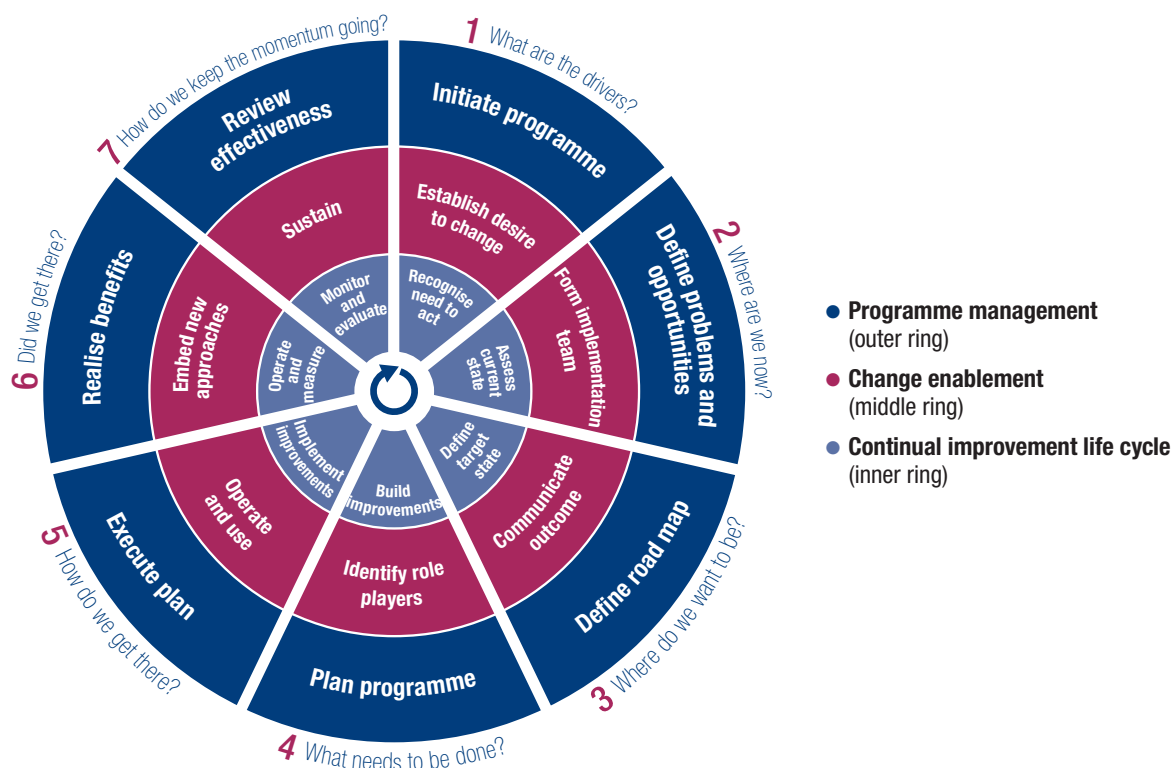 1 What are the drivers?
Initiate programme
Establish desire
to change
Recognise
need to
act
2 Where are we now?
Define problems and
opportunities
Form implementation
team
Assess
current
state
3 Where do we want to be?
Define road map
Communicate
outcome
Define
target
state
4 What needs to be done?
Plan programme
Identify role
players
Build
improvements
5 How do we get there?
Execute plan
Operate
and use
Implement
improvements
6 Did we get there?
Realise benefits
Embed new
approaches
Operate
and
measure
7 How do we keep the momentum going?
Review
effectiveness
Sustain
Monitor
and
evaluate
Programme management
(outer ring)
Change enablement
(middle ring)
Continual improvement life cycle
(inner ring)